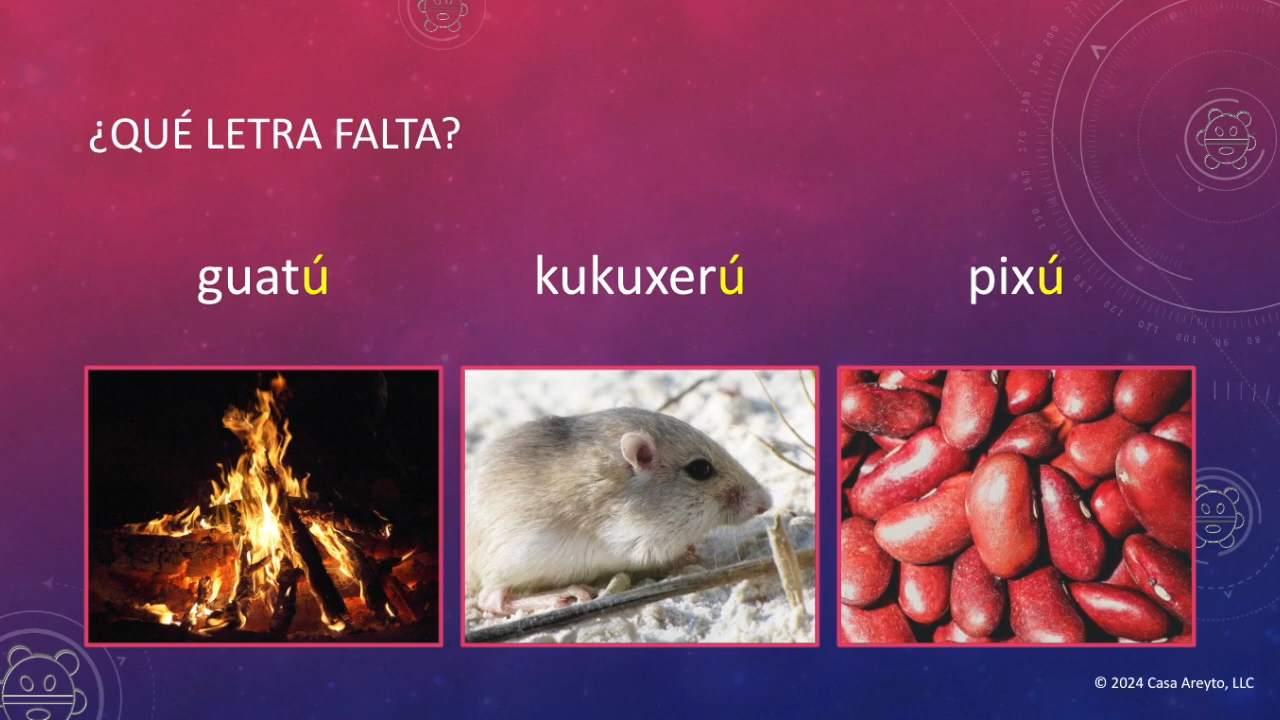 ¿QUÉ LETRA FALTA?
guatú
kukuxerú
pixú
© 2024 Casa Areyto, LLC